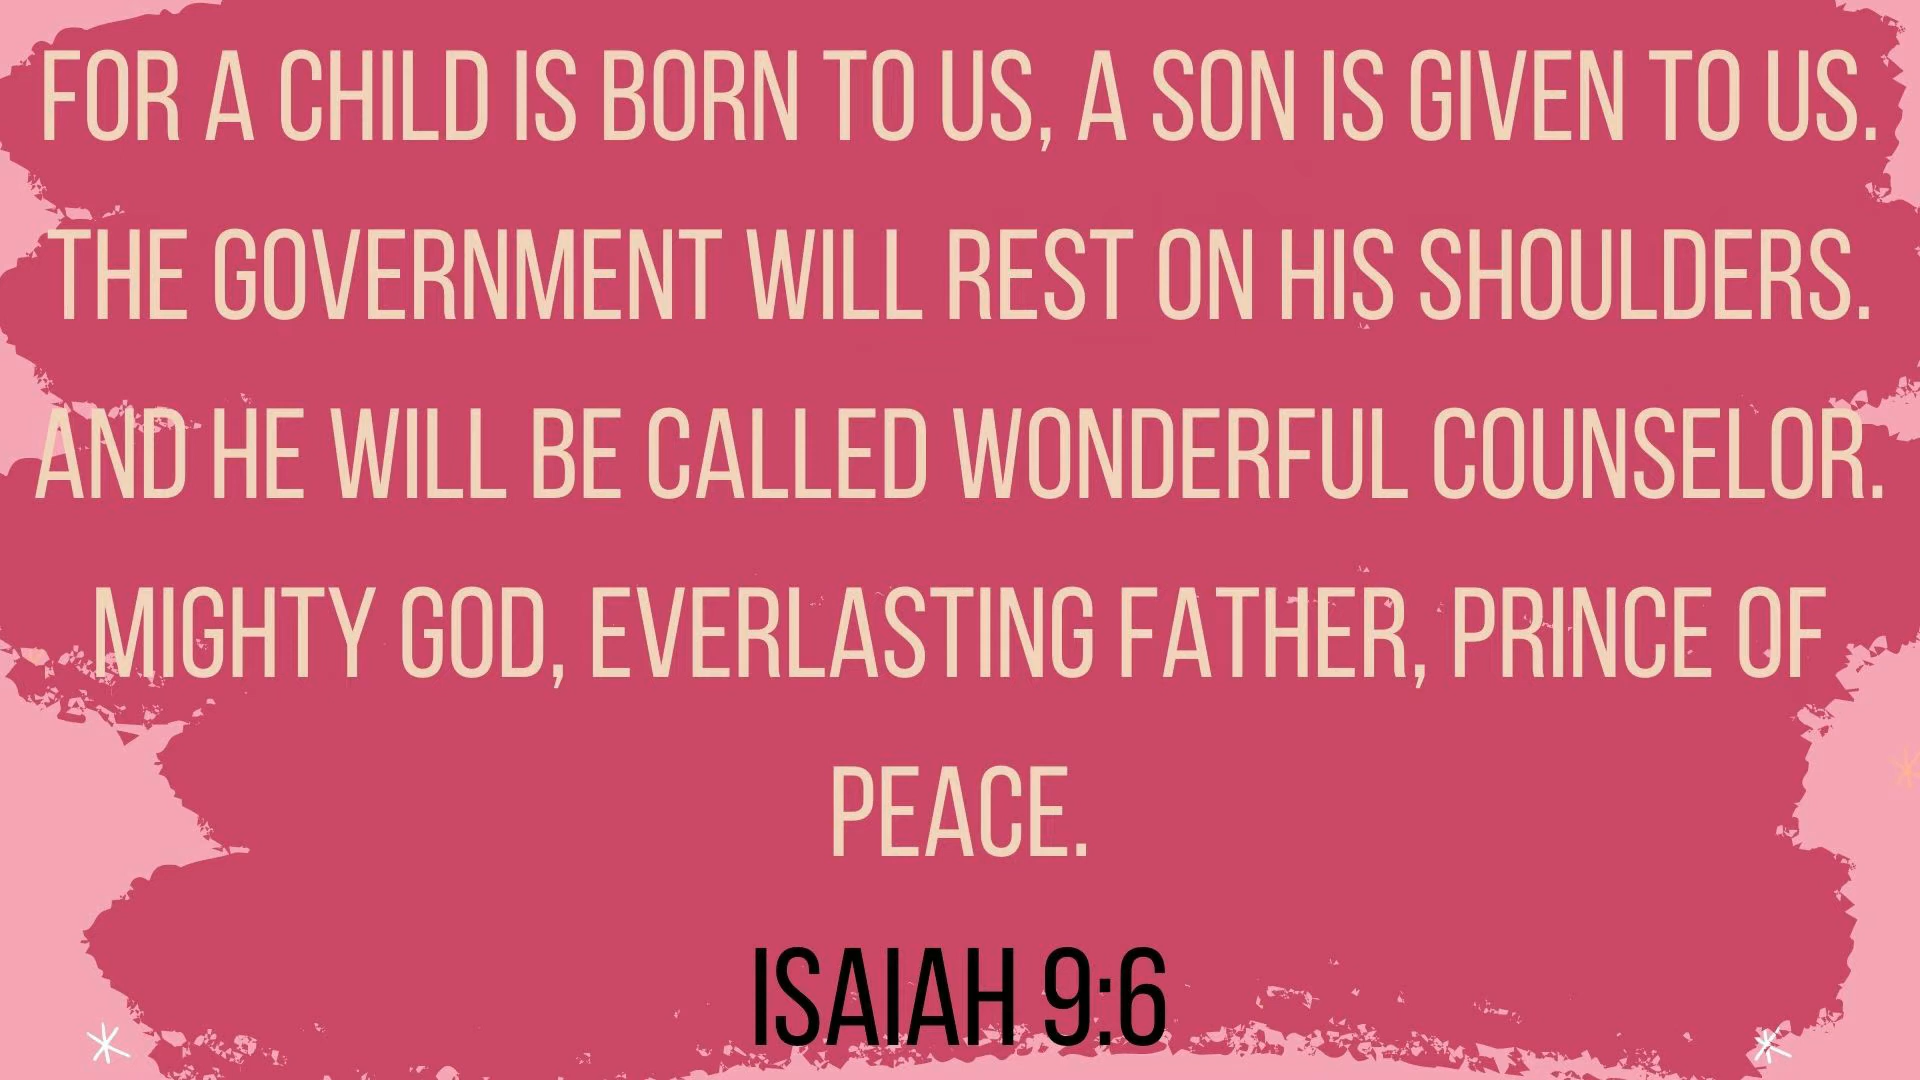 FOR A CHILD IS BORN TO US, A SON IS GIVEN TO US.
THE GOVERNMENT WILL REST ON HIS SHOULDERS.
AND HE WILL BE CALLED WONDERFUL COUNSELOR.
MIGHTY GOD, EVERLASTING FATHER, PRINCE OF
PEACE.
ISAIAH 9:6